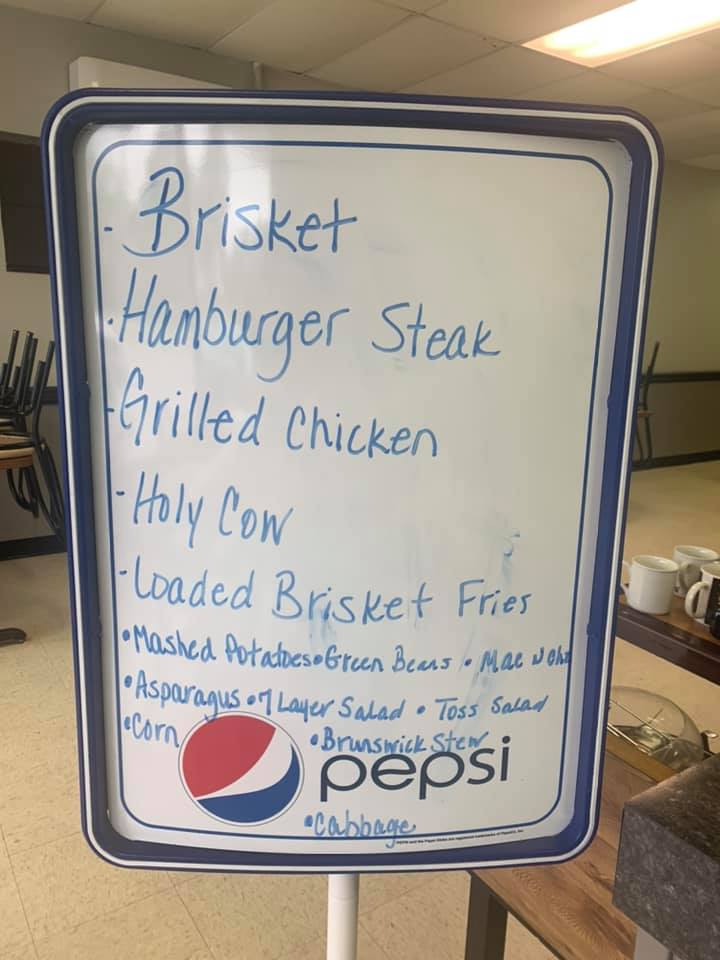 - Brisket
- Hamburger Steak
- Grilled Chicken
- Holy Cow
- Loaded Brisket Fries
• Mashed Potatoes • Green Beans • Mac
• Asparagus • 7 Layer Salad • Toss Salad
• Corn • Brunswick Stew
pepsi
• Cabbage